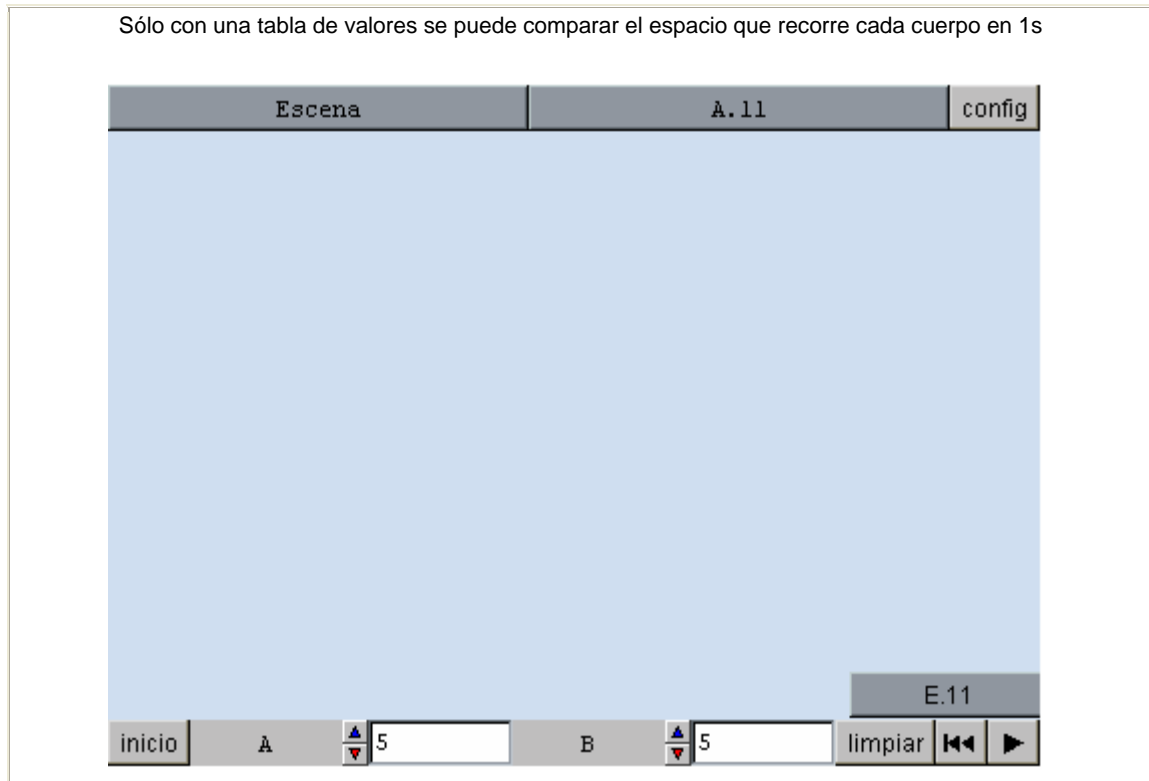 Sólo con una tabla de valores se puede comparar el espacio que recorre cada cuerpo en 1s
Escena A.11 config
E.11
inicio A 5 B 5 limpiar